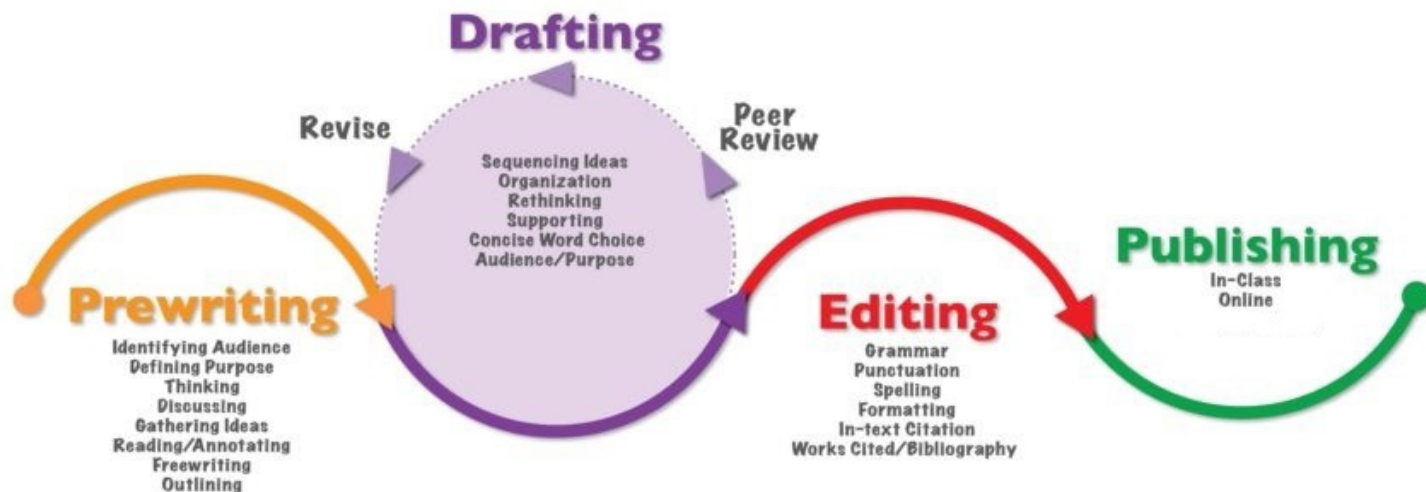 Drafting
Revise
Peer
Review
Sequencing Ideas
Organization
Rethinking
Supporting
Concise Word Choice
Audience/Purpose
Prewriting
Identifying Audience
Defining Purpose
Thinking
Discussing
Gathering Ideas
Reading/Annotating
Freewriting
Outlining
Editing
Grammar
Punctuation
Spelling
Formatting
In-text Citation
Works Cited/Bibliography
Publishing
In-Class
Online